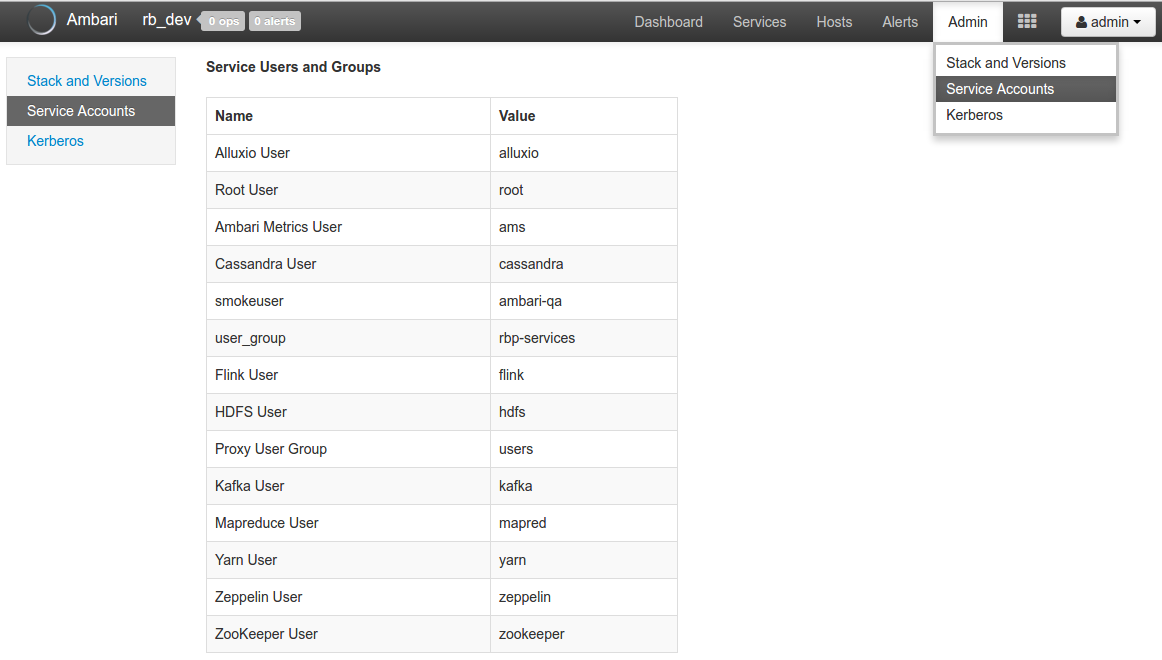 Ambari rb_dev 0 ops 0 alerts Dashboard Services Hosts Alerts Admin admin
Stack and Versions
Service Accounts
Kerberos
Stack and Versions
Service Accounts
Kerberos
Service Users and Groups
Name Value
Alluxio User alluxio
Root User root
Ambari Metrics User ams
Cassandra User cassandra
smokeuser ambari-qa
user_group rbp-services
Flink User flink
HDFS User hdfs
Proxy User Group users
Kafka User kafka
Mapreduce User mapred
Yarn User yarn
Zeppelin User zeppelin
ZooKeeper User zookeeper